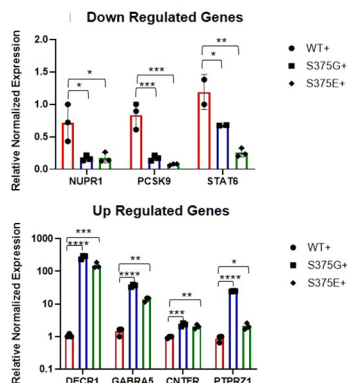 Down Regulated Genes
Relative Normalized Expression
2.0
1.5
1.0
0.5
0.0
*
*
***
***
**
*
NUPR1 PCSK9 STAT6
WT+
S375G+
S375E+
Up Regulated Genes
Relative Normalized Expression
1000
100
10
1
0.1
***
****
**
****
**
***
*
****
DECR1 GABRA5 CNTFR PTPRZ1
WT+
S375G+
S375E+